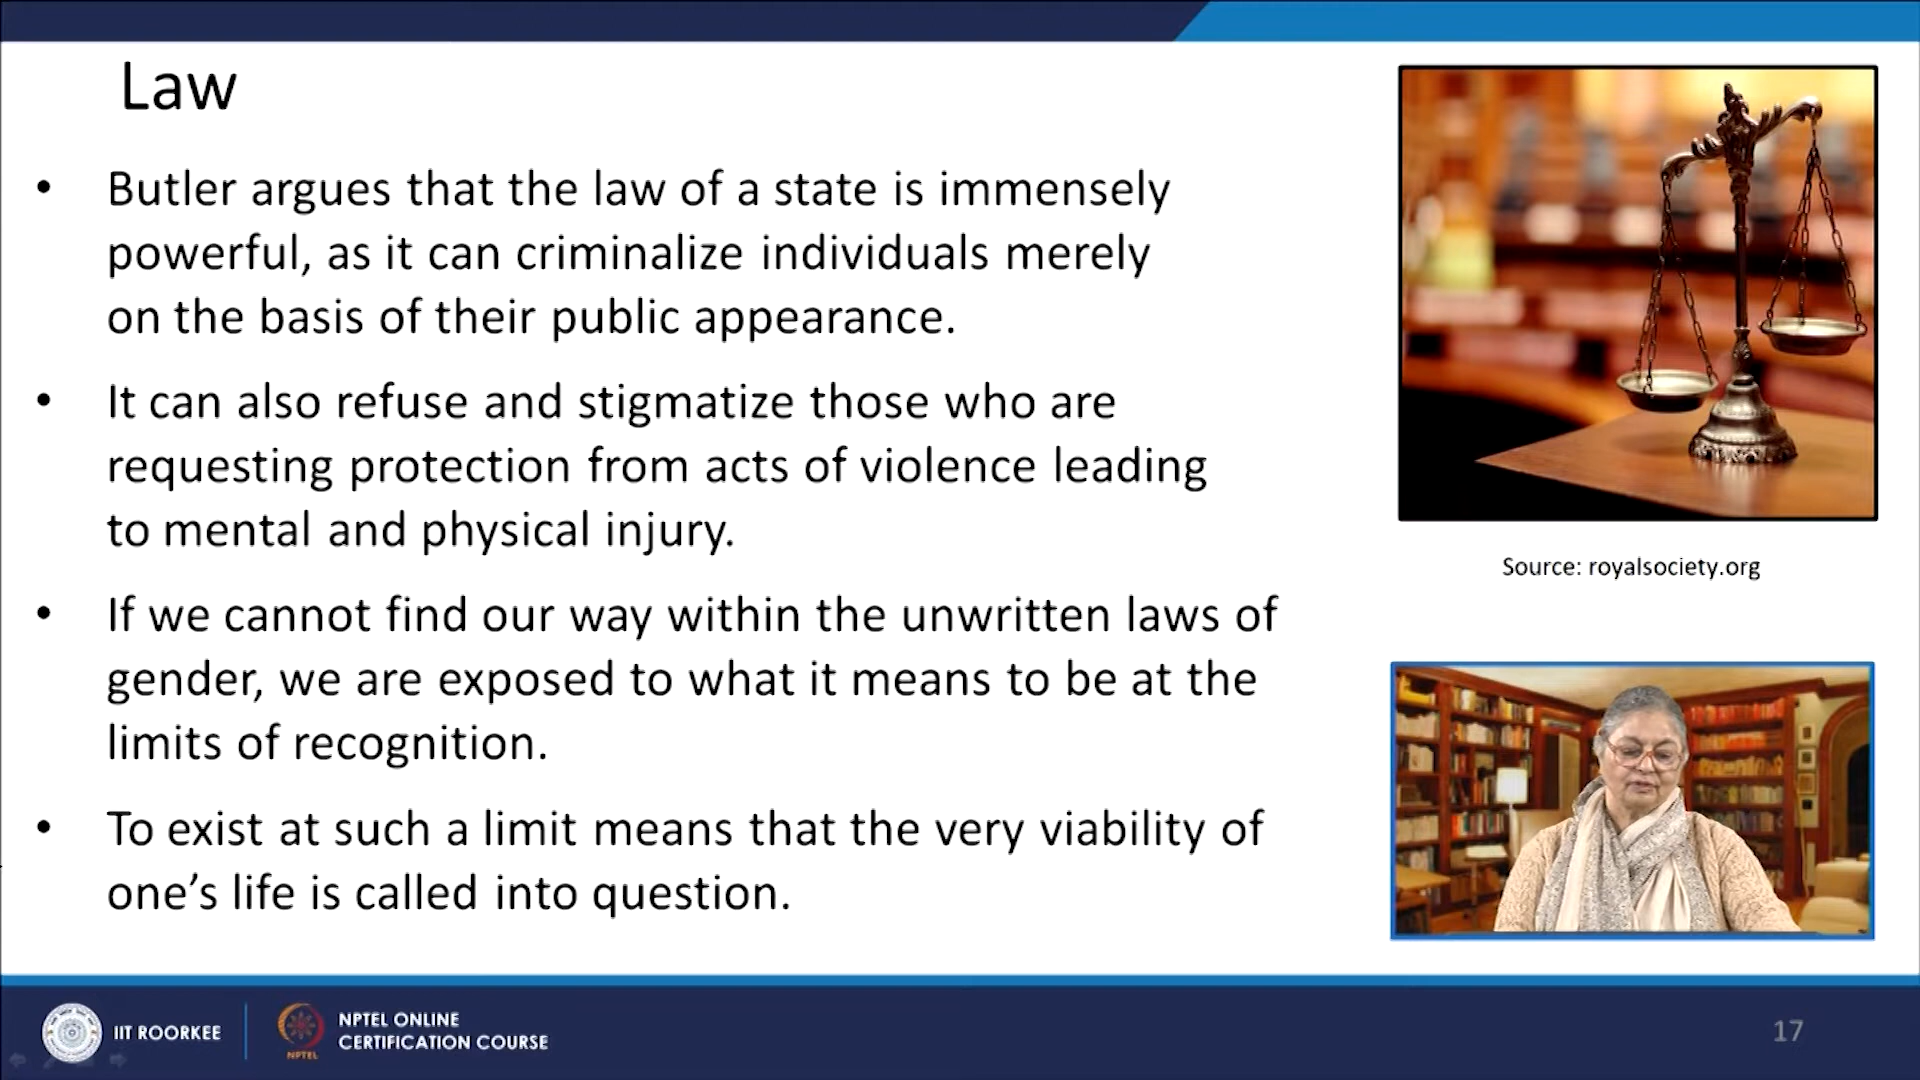 Law
• Butler argues that the law of a state is immensely
powerful, as it can criminalize individuals merely
on the basis of their public appearance.
• It can also refuse and stigmatize those who are
requesting protection from acts of violence leading
to mental and physical injury.
• If we cannot find our way within the unwritten laws of
gender, we are exposed to what it means to be at the
limits of recognition.
• To exist at such a limit means that the very viability of
one’s life is called into question.
Source: royalsociety.org
IIT ROORKEE
NPTEL
NPTEL ONLINE
CERTIFICATION COURSE
17